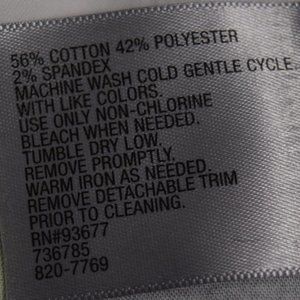 56% COTTON 42% POLYESTER
2% SPANDEX
MACHINE WASH COLD GENTLE CYCLE
WITH LIKE COLORS.
USE ONLY NON-CHLORINE
BLEACH WHEN NEEDED.
TUMBLE DRY LOW.
REMOVE PROMPTLY.
WARM IRON AS NEEDED.
REMOVE DETACHABLE TRIM
PRIOR TO CLEANING.
RN#93677
736785
820-7769